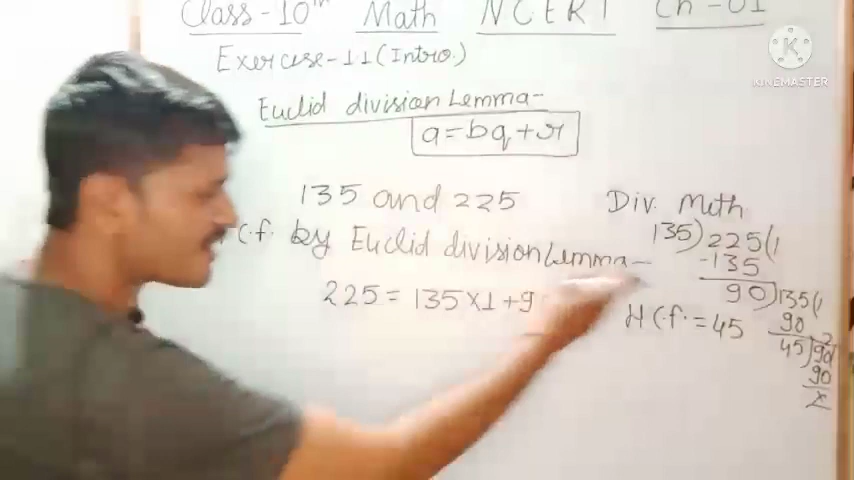 Class-10th Math NCERT Ch-01
Exercise-1.1 (Intro.)
KINEMASTER
Euclid division Lemma-
a=bq+r
135 and 225
C.f. by Euclid division Lemma-
225 = 135×1+9
Div. Meth
135)225(1
-135
90)135(1
90
H C.f. = 45
45)90(2
90
×